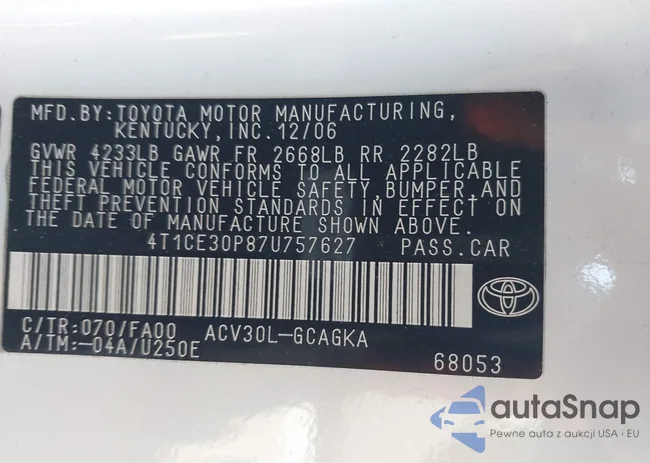 MFD.BY:TOYOTA MOTOR MANUFACTURING,
KENTUCKY,INC.12/06
GVWR 4233LB GAWR FR 2668LB RR 2282LB
THIS VEHICLE CONFORMS TO ALL APPLICABLE
FEDERAL MOTOR VEHICLE SAFETY,BUMPER,AND
THEFT PREVENTION STANDARDS IN EFFECT ON
THE DATE OF MANUFACTURE SHOWN ABOVE.
4T1CE30P87U757627 PASS.CAR
C/TR:070/FA00 ACV30L-GCAGKA
A/TM:-04A/U250E
68053
autaSnap
Pewne auta z aukcji USA i EU